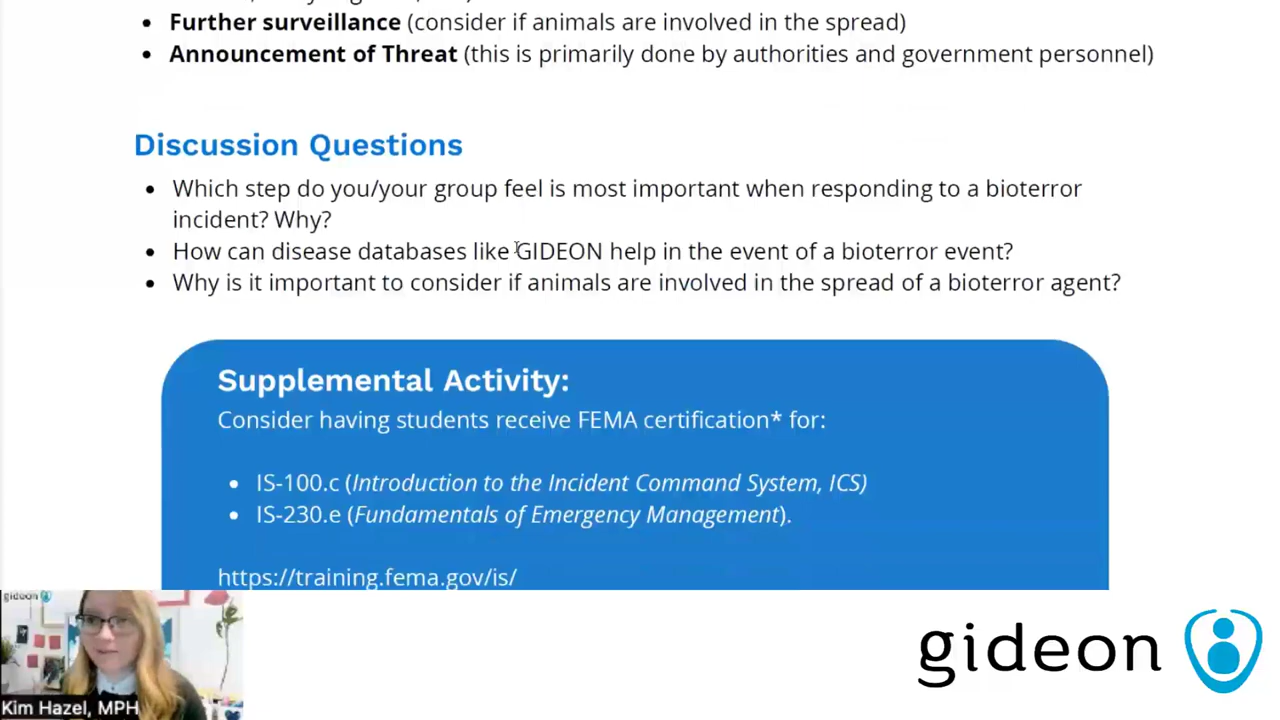 Further surveillance (consider if animals are involved in the spread)
Announcement of Threat (this is primarily done by authorities and government personnel)
Discussion Questions
Which step do you/your group feel is most important when responding to a bioterror
incident? Why?
How can disease databases like GIDEON help in the event of a bioterror event?
Why is it important to consider if animals are involved in the spread of a bioterror agent?
Supplemental Activity:
Consider having students receive FEMA certification* for:
IS-100.c (Introduction to the Incident Command System, ICS)
IS-230.e (Fundamentals of Emergency Management).
https://training.fema.gov/is/
gideon
Kim Hazel, MPH
gideon